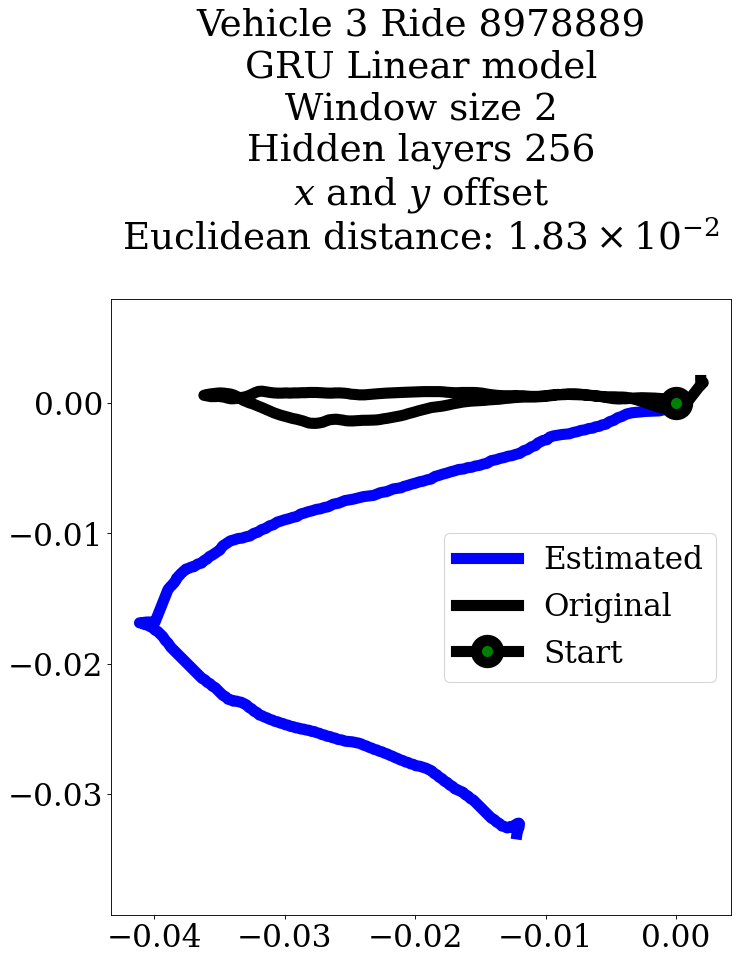 Vehicle 3 Ride 8978889
GRU Linear model
Window size 2
Hidden layers 256
x and y offset
Euclidean distance: 1.83 × 10⁻²
0.00
−0.01
−0.02
−0.03
Estimated
Original
Start
−0.04 −0.03 −0.02 −0.01 0.00